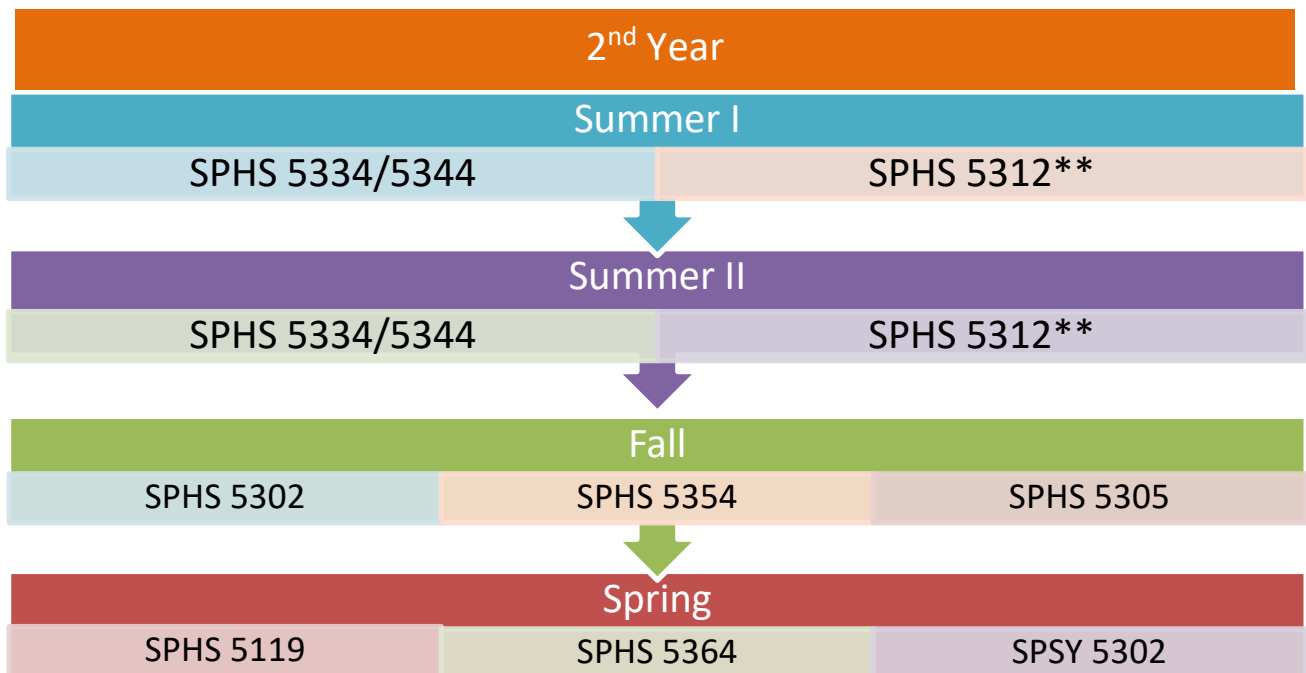 2nd Year
Summer I
SPHS 5334/5344 SPHS 5312**
Summer II
SPHS 5334/5344 SPHS 5312**
Fall
SPHS 5302 SPHS 5354 SPHS 5305
Spring
SPHS 5119 SPHS 5364 SPSY 5302